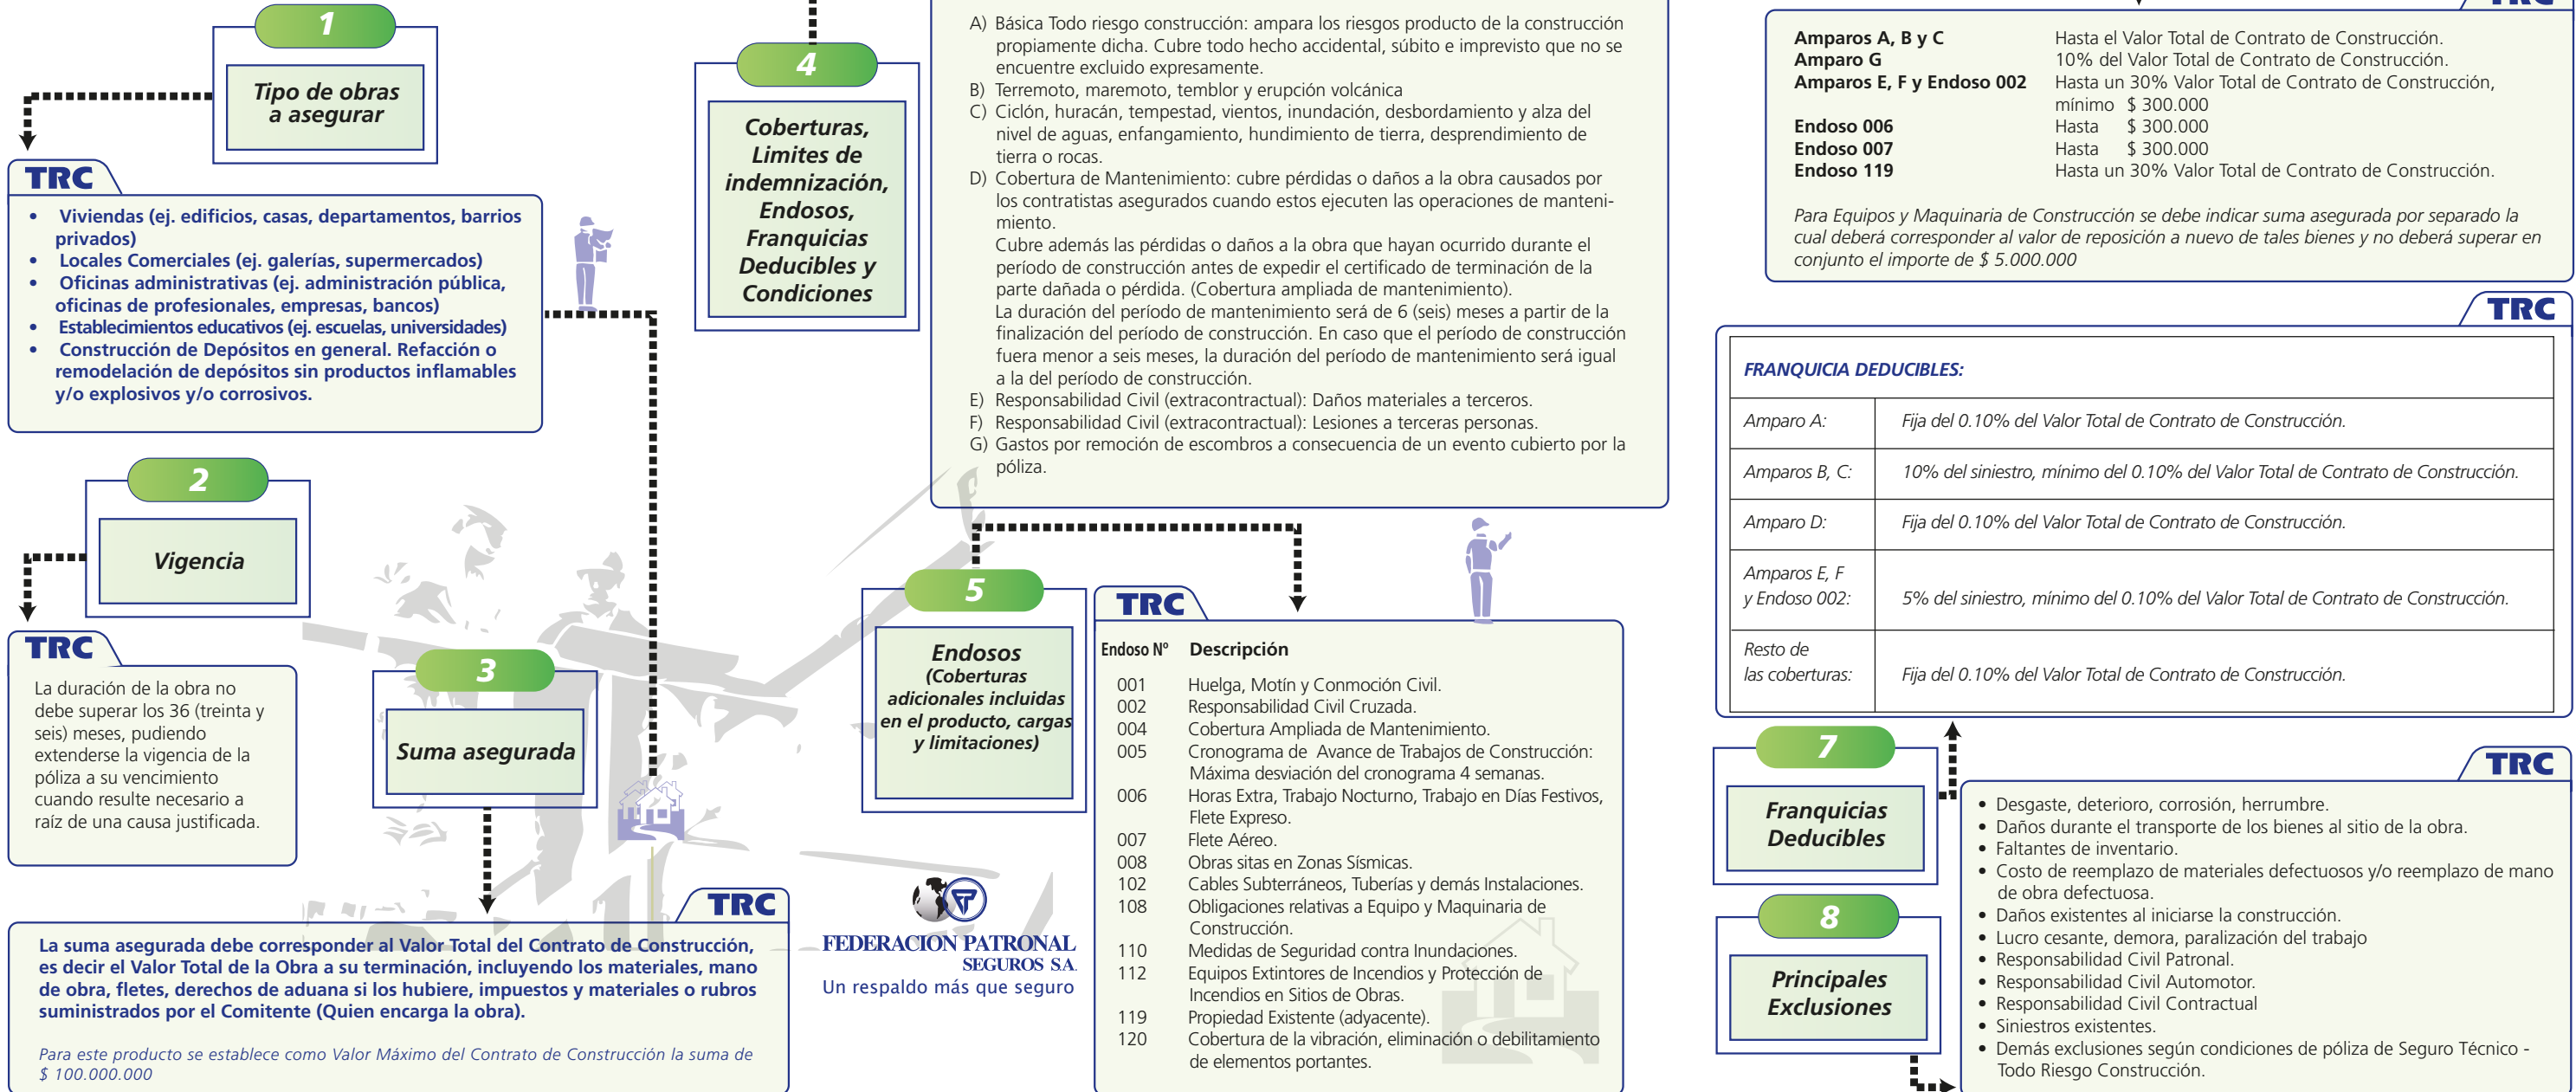 1
Tipo de obras
a asegurar
TRC
• Viviendas (ej. edificios, casas, departamentos, barrios
privados)
• Locales Comerciales (ej. galerías, supermercados)
• Oficinas administrativas (ej. administración pública,
oficinas de profesionales, empresas, bancos)
• Establecimientos educativos (ej. escuelas, universidades)
• Construcción de Depósitos en general. Refacción o
remodelación de depósitos sin productos inflamables
y/o explosivos y/o corrosivos.
2
Vigencia
TRC
La duración de la obra no
debe superar los 36 (treinta y
seis) meses, pudiendo
extenderse la vigencia de la
póliza a su vencimiento
cuando resulte necesario a
raíz de una causa justificada.
3
Suma asegurada
TRC
La suma asegurada debe corresponder al Valor Total del Contrato de Construcción,
es decir el Valor Total de la Obra a su terminación, incluyendo los materiales, mano
de obra, fletes, derechos de aduana si los hubiere, impuestos y materiales o rubros
suministrados por el Comitente (Quien encarga la obra).
Para este producto se establece como Valor Máximo del Contrato de Construcción la suma de
$ 100.000.000
4
Coberturas,
Limites de
indemnización,
Endosos,
Franquicias
Deducibles y
Condiciones
A) Básica Todo riesgo construcción: ampara los riesgos producto de la construcción
propiamente dicha. Cubre todo hecho accidental, súbito e imprevisto que no se
encuentre excluido expresamente.
B) Terremoto, maremoto, temblor y erupción volcánica
C) Ciclón, huracán, tempestad, vientos, inundación, desbordamiento y alza del
nivel de aguas, enfangamiento, hundimiento de tierra, desprendimiento de
tierra o rocas.
D) Cobertura de Mantenimiento: cubre pérdidas o daños a la obra causados por
los contratistas asegurados cuando estos ejecuten las operaciones de manteni-
miento.
Cubre además las pérdidas o daños a la obra que hayan ocurrido durante el
período de construcción antes de expedir el certificado de terminación de la
parte dañada o pérdida. (Cobertura ampliada de mantenimiento).
La duración del período de mantenimiento será de 6 (seis) meses a partir de la
finalización del período de construcción. En caso que el período de construcción
fuera menor a seis meses, la duración del período de mantenimiento será igual
a la del período de construcción.
E) Responsabilidad Civil (extracontractual): Daños materiales a terceros.
F) Responsabilidad Civil (extracontractual): Lesiones a terceras personas.
G) Gastos por remoción de escombros a consecuencia de un evento cubierto por la
póliza.
5
Endosos
(Coberturas
adicionales incluidas
en el producto, cargas
y limitaciones)
FEDERACION PATRONAL
SEGUROS S.A.
Un respaldo más que seguro
TRC
Endoso Nº Descripción
001 Huelga, Motín y Conmoción Civil.
002 Responsabilidad Civil Cruzada.
004 Cobertura Ampliada de Mantenimiento.
005 Cronograma de Avance de Trabajos de Construcción:
Máxima desviación del cronograma 4 semanas.
006 Horas Extra, Trabajo Nocturno, Trabajo en Días Festivos,
Flete Expreso.
007 Flete Aéreo.
008 Obras sitas en Zonas Sísmicas.
102 Cables Subterráneos, Tuberías y demás Instalaciones.
108 Obligaciones relativas a Equipo y Maquinaria de
Construcción.
110 Medidas de Seguridad contra Inundaciones.
112 Equipos Extintores de Incendios y Protección de
Incendios en Sitios de Obras.
119 Propiedad Existente (adyacente).
120 Cobertura de la vibración, eliminación o debilitamiento
de elementos portantes.
TRC
Amparos A, B y C Hasta el Valor Total de Contrato de Construcción.
Amparo G 10% del Valor Total de Contrato de Construcción.
Amparos E, F y Endoso 002 Hasta un 30% Valor Total de Contrato de Construcción,
mínimo $ 300.000
Endoso 006 Hasta $ 300.000
Endoso 007 Hasta $ 300.000
Endoso 119 Hasta un 30% Valor Total de Contrato de Construcción.
Para Equipos y Maquinaria de Construcción se debe indicar suma asegurada por separado la
cual deberá corresponder al valor de reposición a nuevo de tales bienes y no deberá superar en
conjunto el importe de $ 5.000.000
TRC
FRANQUICIA DEDUCIBLES:
Amparo A: Fija del 0.10% del Valor Total de Contrato de Construcción.
Amparos B, C: 10% del siniestro, mínimo del 0.10% del Valor Total de Contrato de Construcción.
Amparo D: Fija del 0.10% del Valor Total de Contrato de Construcción.
Amparos E, F
y Endoso 002: 5% del siniestro, mínimo del 0.10% del Valor Total de Contrato de Construcción.
Resto de
las coberturas: Fija del 0.10% del Valor Total de Contrato de Construcción.
7
Franquicias
Deducibles
8
Principales
Exclusiones
TRC
• Desgaste, deterioro, corrosión, herrumbre.
• Daños durante el transporte de los bienes al sitio de la obra.
• Faltantes de inventario.
• Costo de reemplazo de materiales defectuosos y/o reemplazo de mano
de obra defectuosa.
• Daños existentes al iniciarse la construcción.
• Lucro cesante, demora, paralización del trabajo
• Responsabilidad Civil Patronal.
• Responsabilidad Civil Automotor.
• Responsabilidad Civil Contractual
• Siniestros existentes.
• Demás exclusiones según condiciones de póliza de Seguro Técnico -
Todo Riesgo Construcción.